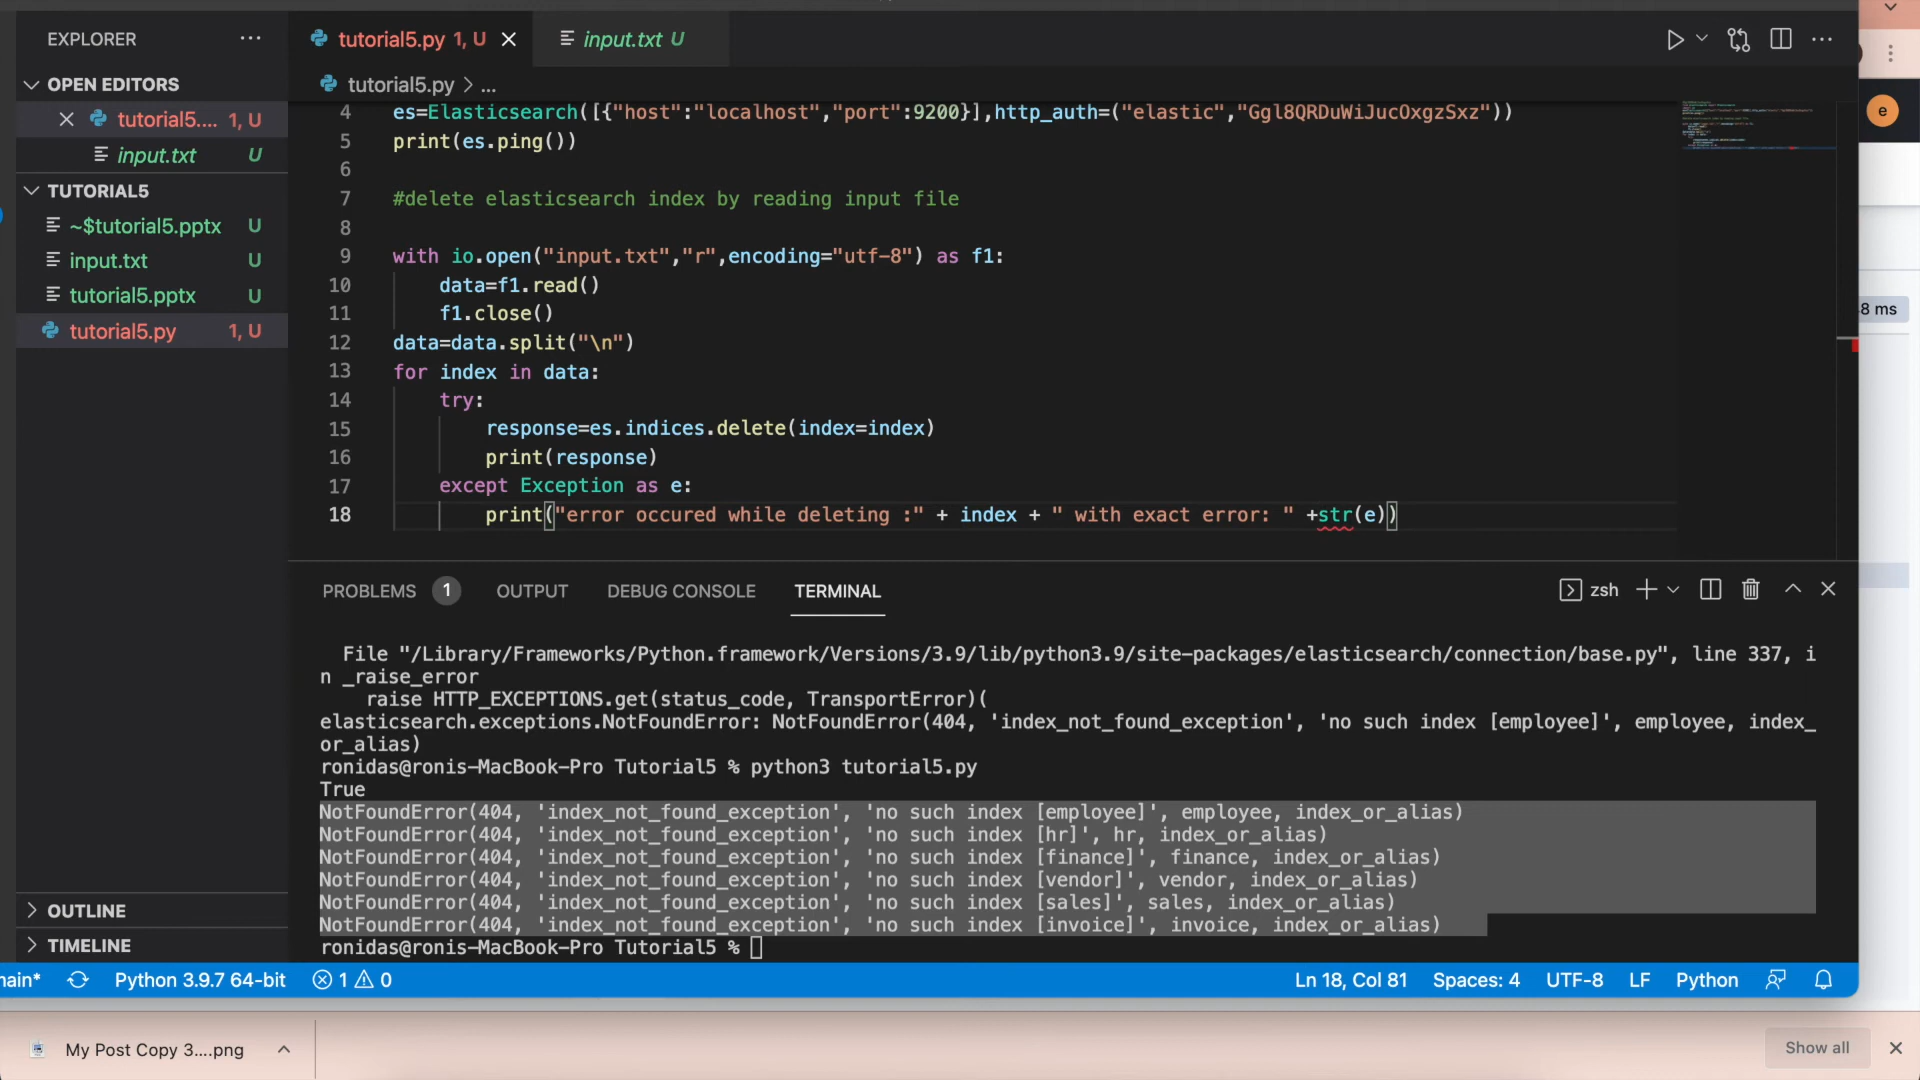 EXPLORER ...
OPEN EDITORS
tutorial5.... 1, U
input.txt U
TUTORIAL5
~$tutorial5.pptx U
input.txt U
tutorial5.pptx U
tutorial5.py 1, U
OUTLINE
TIMELINE
tutorial5.py 1, U
input.txt U
tutorial5.py > ...
4 es=Elasticsearch([{"host":"localhost","port":9200}],http_auth=("elastic","Ggl8QRDuWiJucOxgzSxz"))
5 print(es.ping())
6
7 #delete elasticsearch index by reading input file
8
9 with io.open("input.txt","r",encoding="utf-8") as f1:
10 data=f1.read()
11 f1.close()
12 data=data.split("\n")
13 for index in data:
14 try:
15 response=es.indices.delete(index=index)
16 print(response)
17 except Exception as e:
18 print("error occured while deleting :" + index + " with exact error: " +str(e))
PROBLEMS 1 OUTPUT DEBUG CONSOLE TERMINAL
zsh
File "/Library/Frameworks/Python.framework/Versions/3.9/lib/python3.9/site-packages/elasticsearch/connection/base.py", line 337, i
n _raise_error
raise HTTP_EXCEPTIONS.get(status_code, TransportError)(
elasticsearch.exceptions.NotFoundError: NotFoundError(404, 'index_not_found_exception', 'no such index [employee]', employee, index_
or_alias)
ronidas@ronis-MacBook-Pro Tutorial5 % python3 tutorial5.py
True
NotFoundError(404, 'index_not_found_exception', 'no such index [employee]', employee, index_or_alias)
NotFoundError(404, 'index_not_found_exception', 'no such index [hr]', hr, index_or_alias)
NotFoundError(404, 'index_not_found_exception', 'no such index [finance]', finance, index_or_alias)
NotFoundError(404, 'index_not_found_exception', 'no such index [vendor]', vendor, index_or_alias)
NotFoundError(404, 'index_not_found_exception', 'no such index [sales]', sales, index_or_alias)
NotFoundError(404, 'index_not_found_exception', 'no such index [invoice]', invoice, index_or_alias)
ronidas@ronis-MacBook-Pro Tutorial5 %
e
8 ms
main* Python 3.9.7 64-bit 1 0 Ln 18, Col 81 Spaces: 4 UTF-8 LF Python
My Post Copy 3....png
Show all